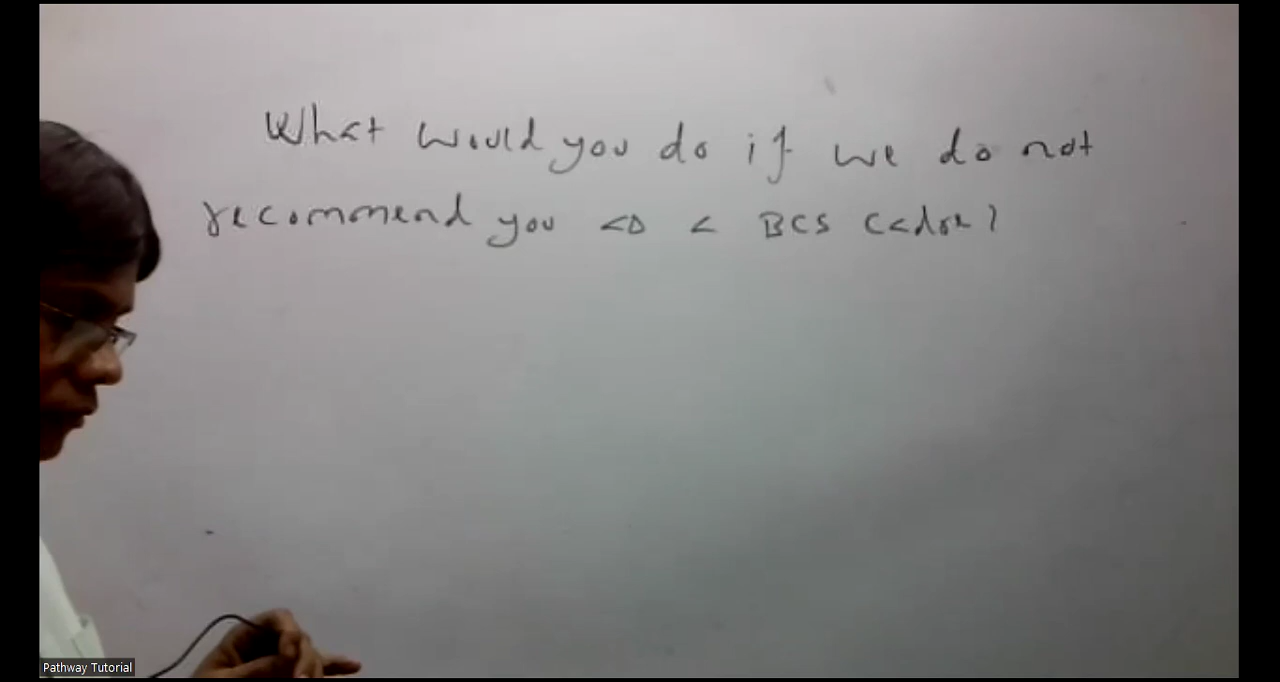 What would you do if we do not
recommend you as a BCS Cadre?
Pathway Tutorial